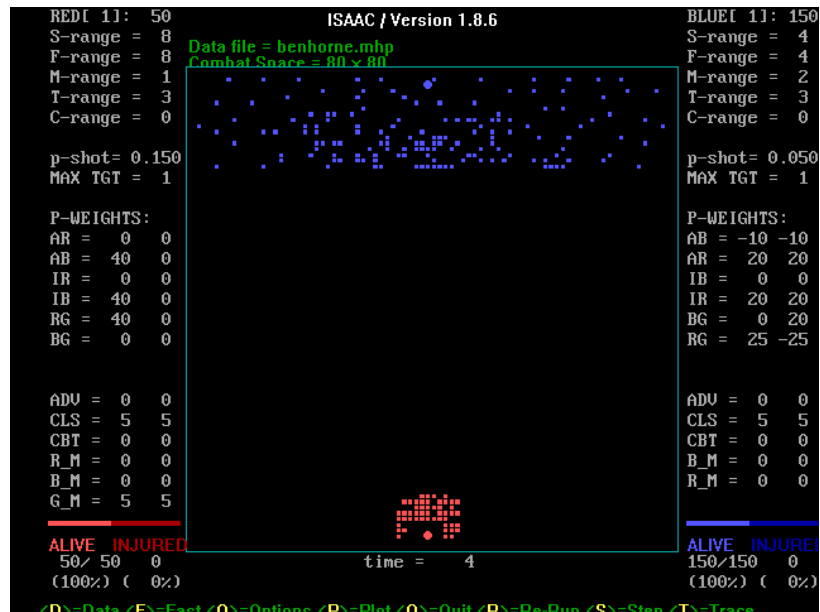 RED[ 1]: 50
S-range = 8
F-range = 8
M-range = 1
T-range = 3
C-range = 0
p-shot= 0.150
MAX TGT = 1
P-WEIGHTS:
AR = 0 0
AB = 40 0
IR = 0 0
IB = 40 0
RG = 40 0
BG = 0 0
ADV = 0 0
CLS = 5 5
CBT = 0 0
R_M = 0 0
B_M = 0 0
G_M = 5 5
ALIVE INJURED
50/ 50 0
(100%) ( 0%)
ISAAC / Version 1.8.6
Data file = benhorne.mhp
Combat Space = 80 x 80
time = 4
BLUE[ 1]: 150
S-range = 4
F-range = 4
M-range = 2
T-range = 3
C-range = 0
p-shot= 0.050
MAX TGT = 1
P-WEIGHTS:
AB = -10 -10
AR = 20 20
IB = 0 0
IR = 20 20
BG = 0 20
RG = 25 -25
ADV = 0 0
CLS = 5 5
CBT = 0 0
B_M = 0 0
R_M = 0 0
ALIVE INJURED
150/150 0
(100%) ( 0%)
<D>=Data <F>=Fast <O>=Options <P>=Plot <Q>=Quit <R>=Re-Run <S>=Step <T>=Trace